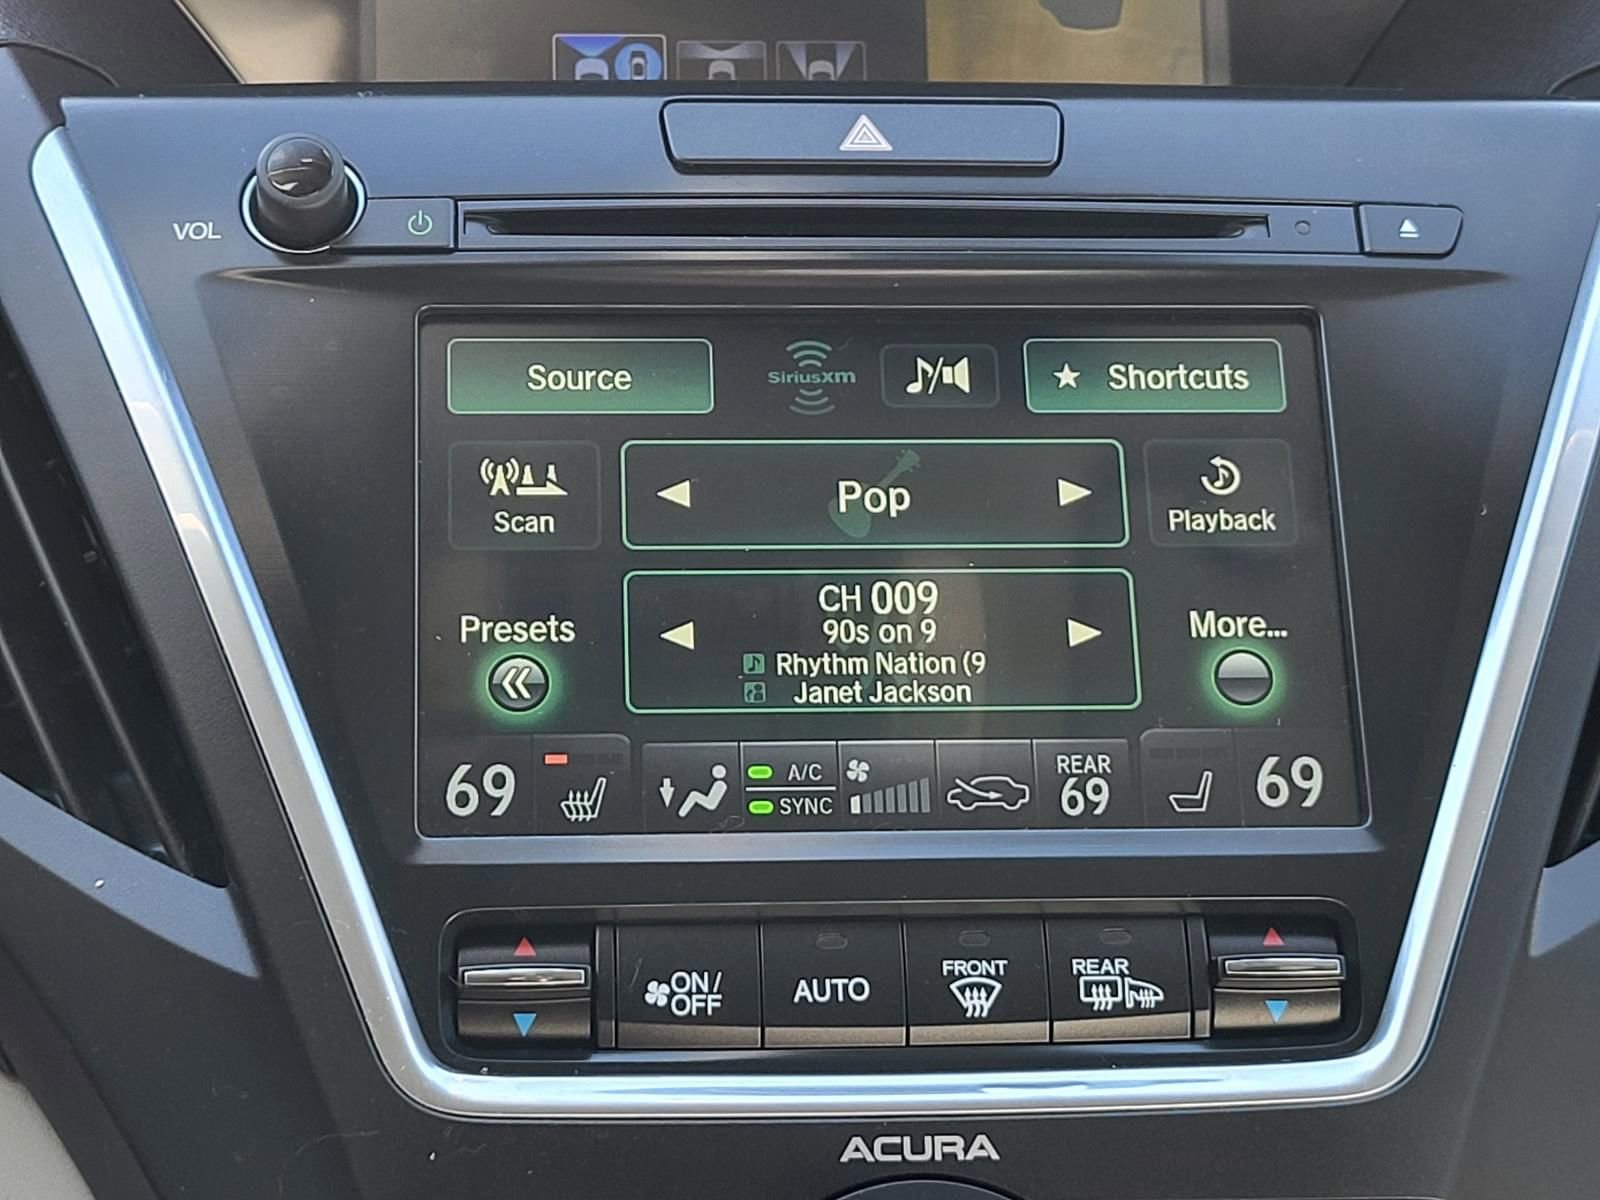 VOL
Source
SiriusXM
Shortcuts
Scan
Pop
Playback
CH 009
90s on 9
Rhythm Nation (9
Janet Jackson
Presets
More...
69
A/C
SYNC
REAR
69
69
ON/
OFF
AUTO
FRONT
REAR
ACURA